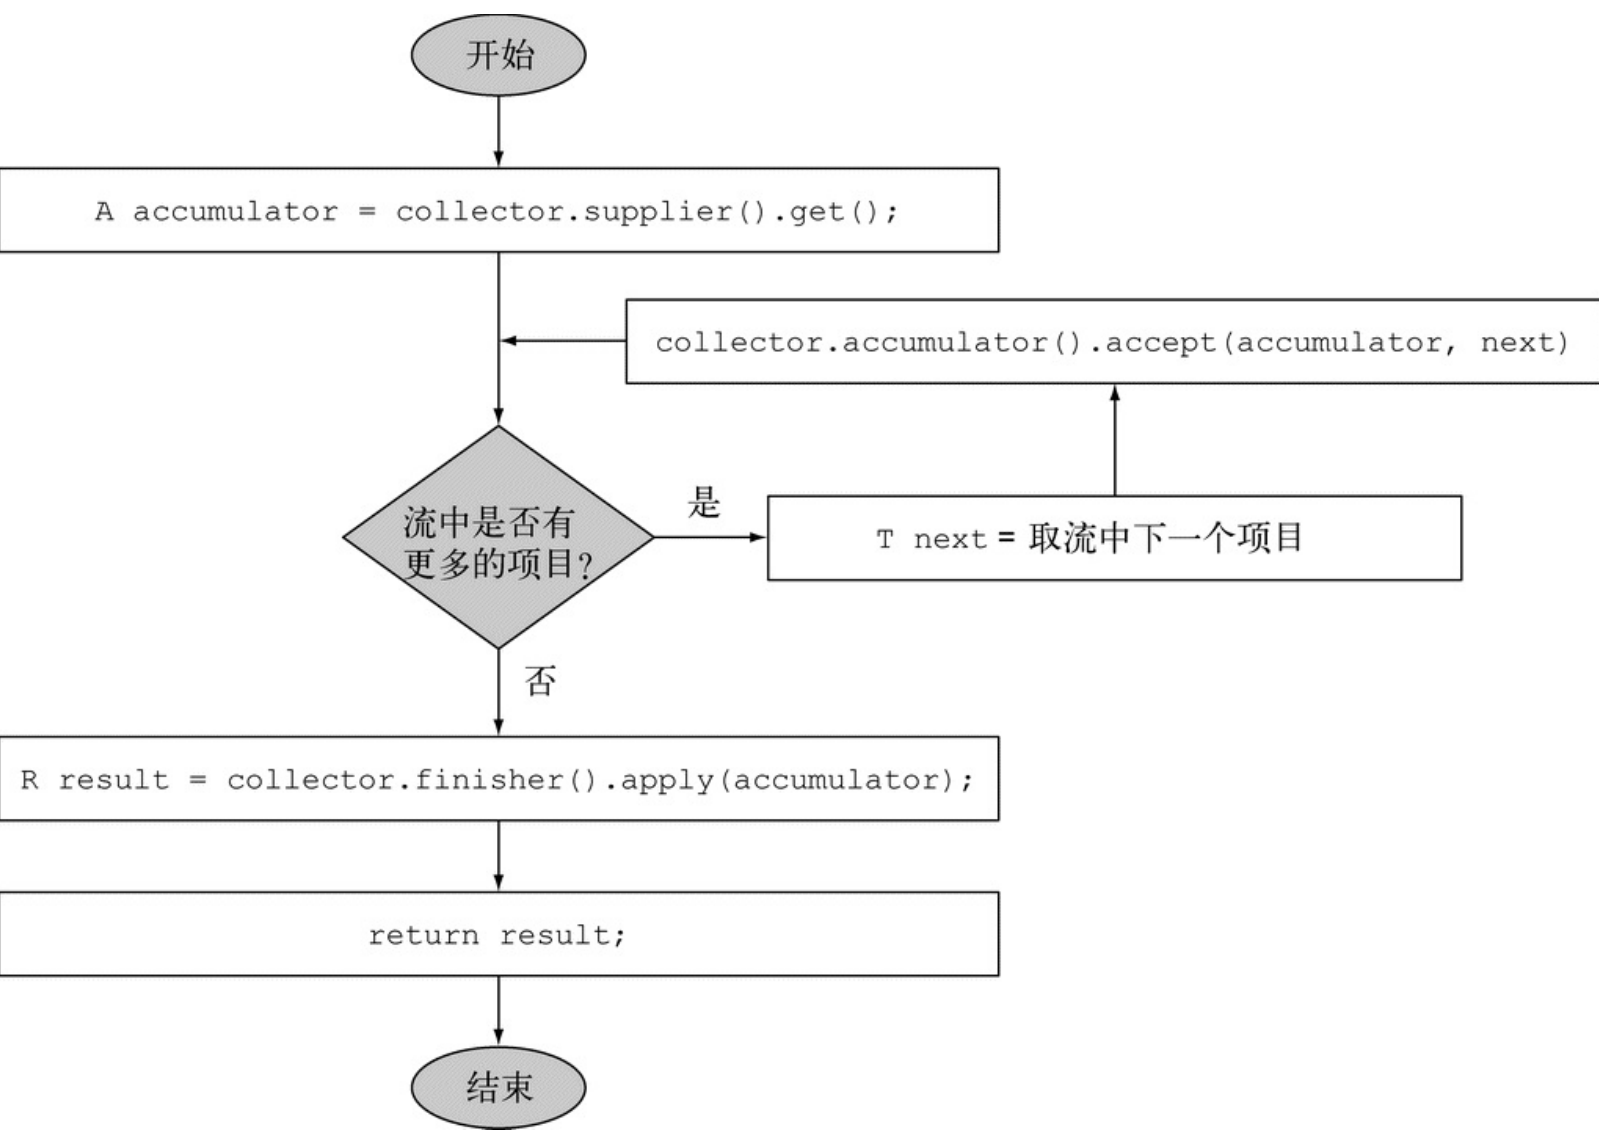 开始
A accumulator = collector.supplier().get();
collector.accumulator().accept(accumulator, next)
流中是否有
更多的项目?
是
T next = 取流中下一个项目
否
R result = collector.finisher().apply(accumulator);
return result;
结束